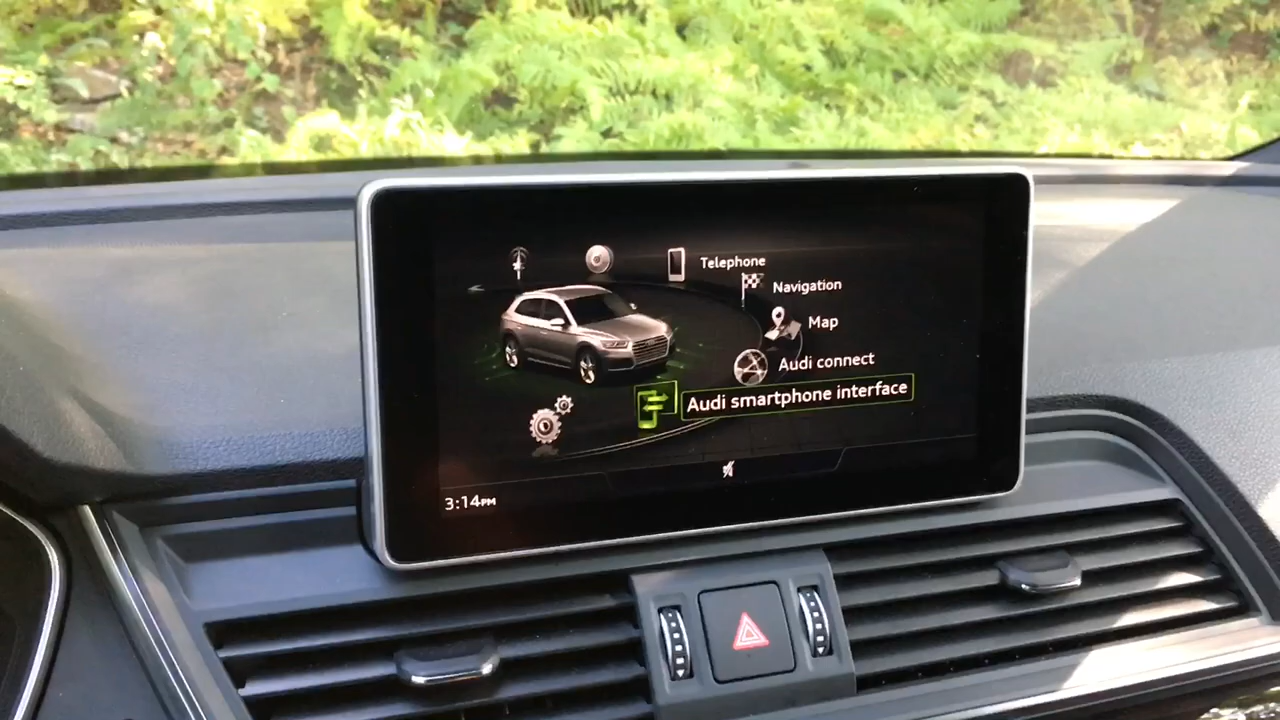 Telephone
Navigation
Map
Audi connect
Audi smartphone interface
3:14PM